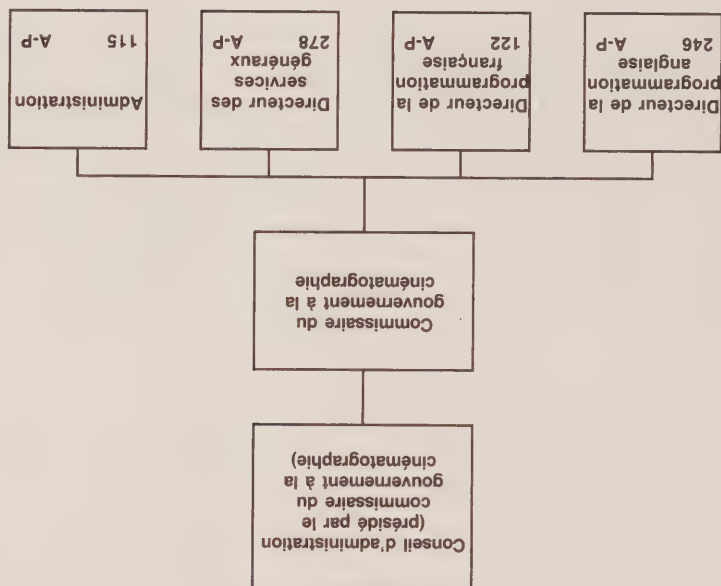 Conseil d'administration
(présidé par le
commissaire du
gouvernement à la
cinématographie)
Commissaire du
gouvernement à la
cinématographie
Directeur de la
programmation
anglaise
246 A-P
Directeur de la
programmation
française
122 A-P
Directeur des
services
généraux
278 A-P
Administration
115 A-P